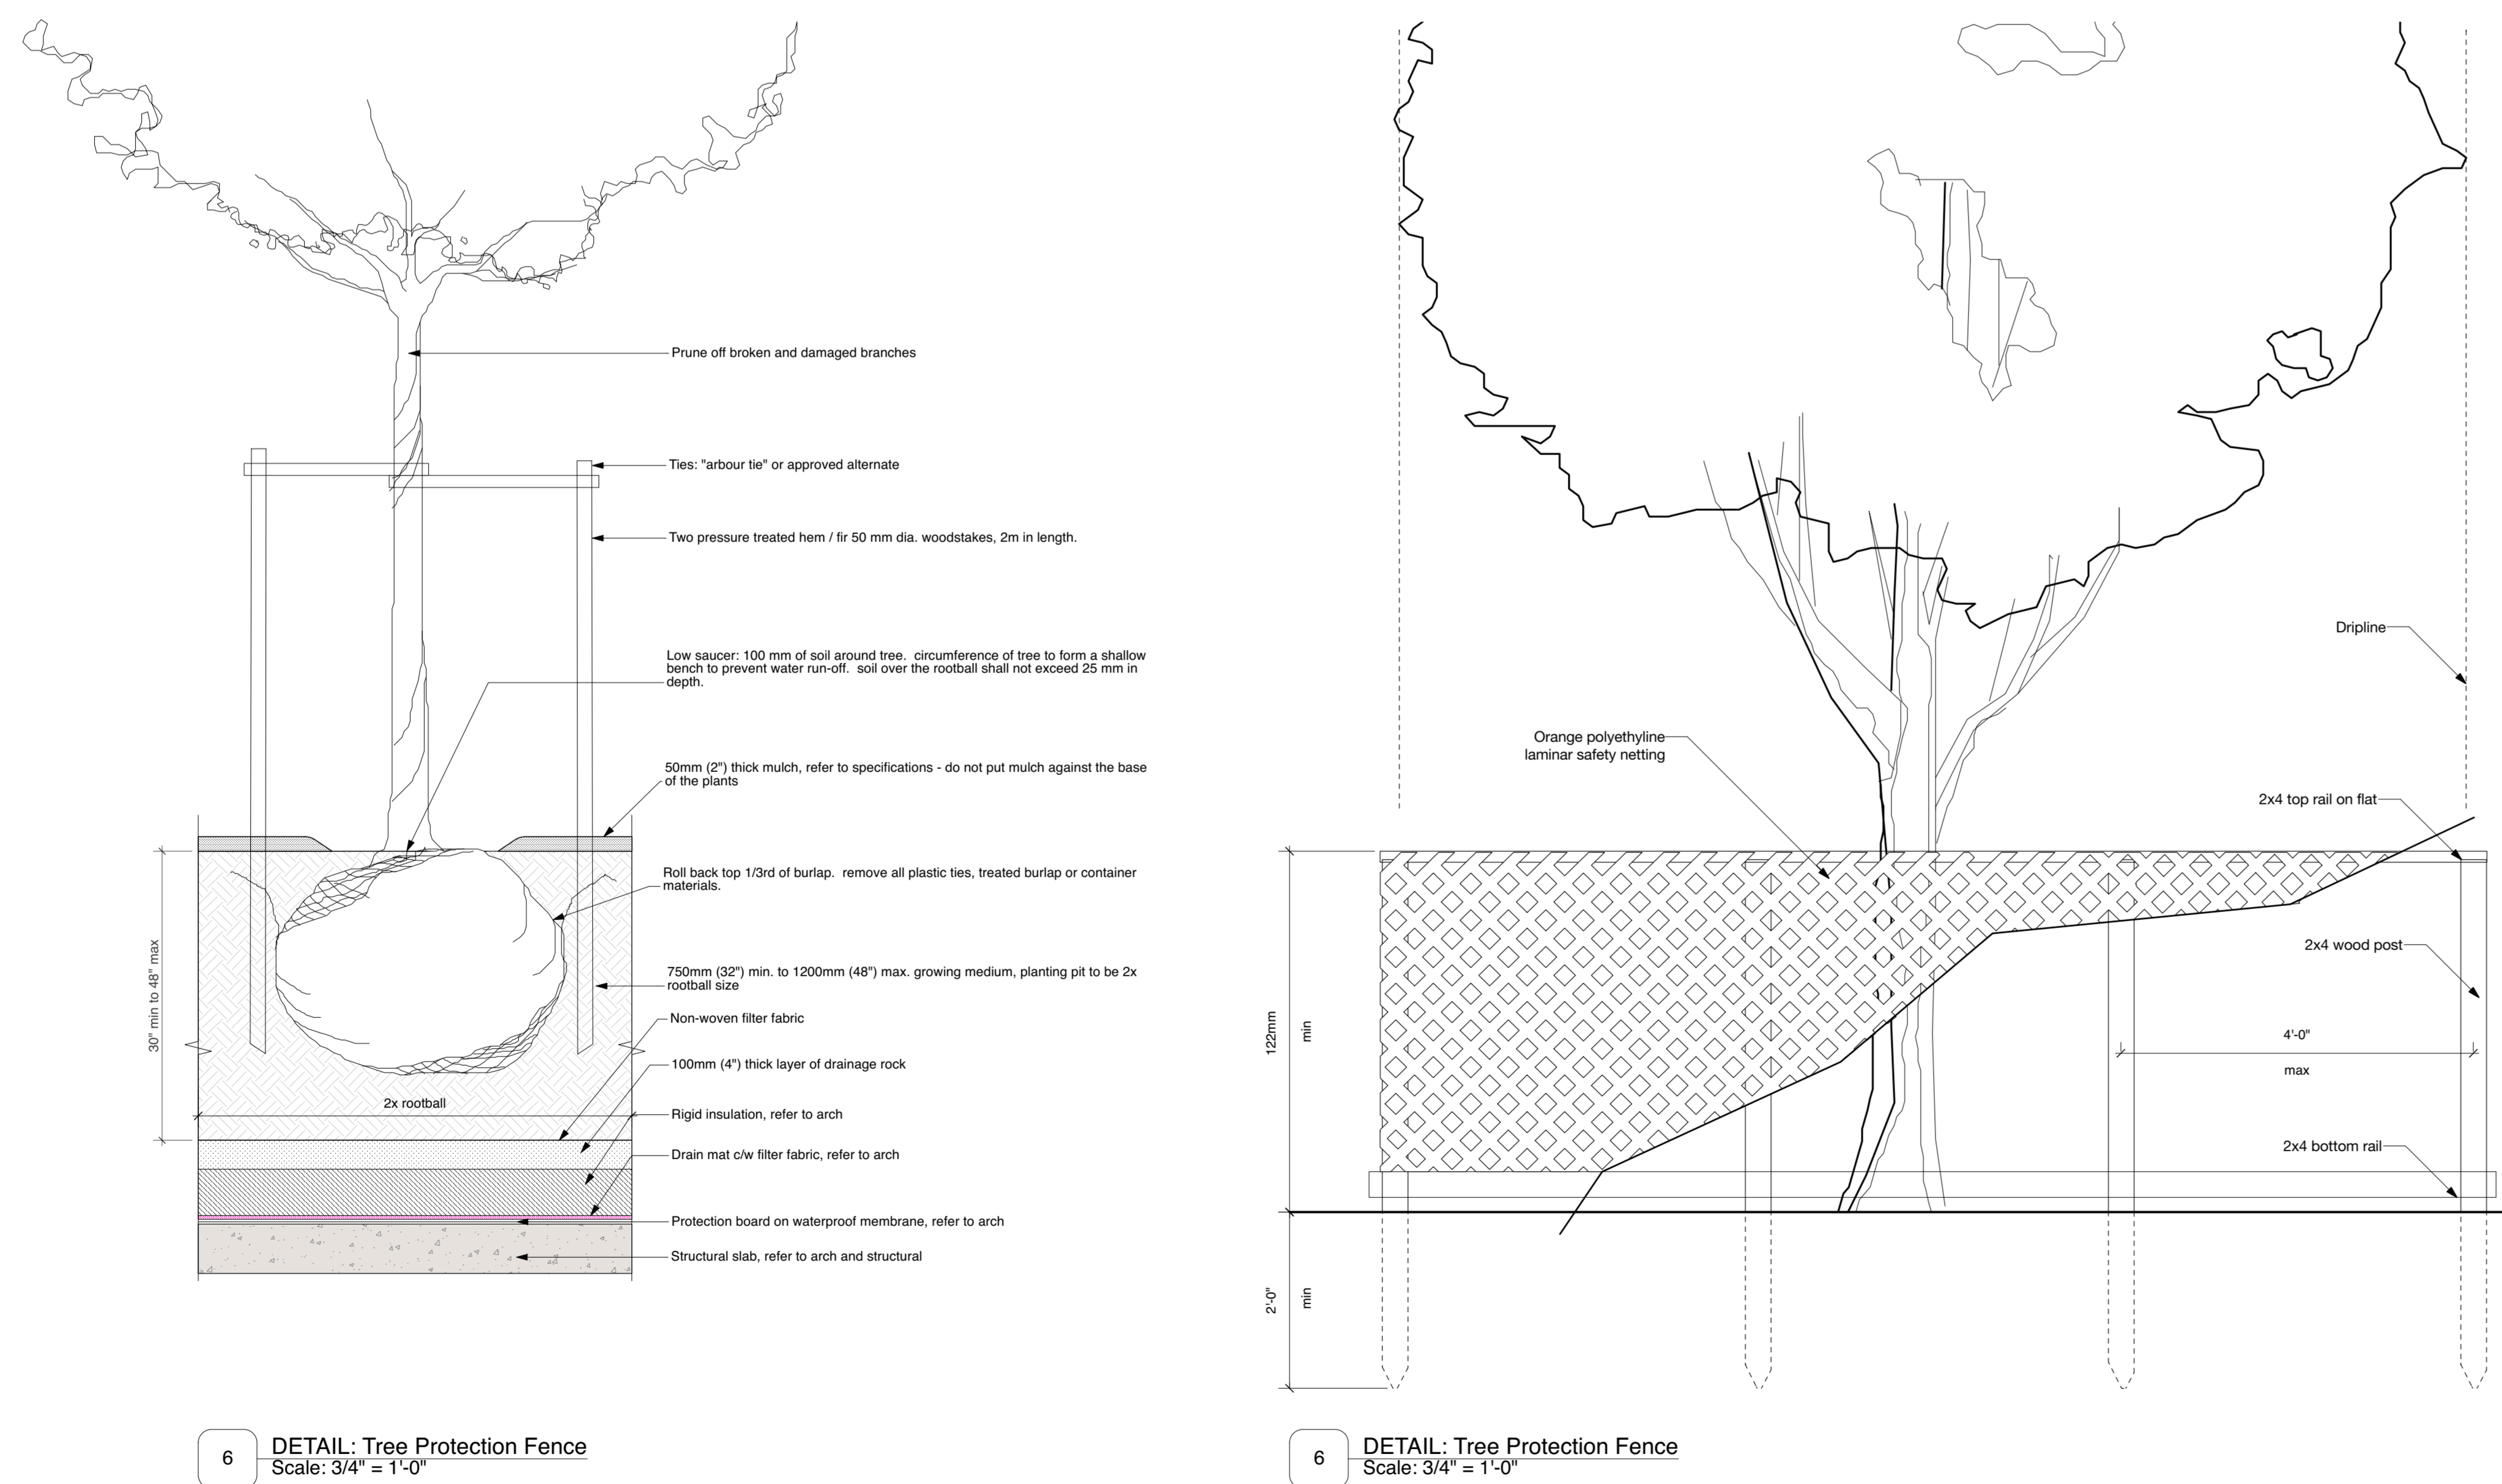 Prune off broken and damaged branches
Ties: "arbour tie" or approved alternate
Two pressure treated hem / fir 50 mm dia. woodstakes, 2m in length.
Low saucer: 100 mm of soil around tree.  circumference of tree to form a shallow
bench to prevent water run-off.  soil over the rootball shall not exceed 25 mm in
depth.
50mm (2") thick mulch, refer to specifications - do not put mulch against the base
of the plants
Roll back top 1/3rd of burlap.  remove all plastic ties, treated burlap or container
materials.
750mm (32") min. to 1200mm (48") max. growing medium, planting pit to be 2x
rootball size
Non-woven filter fabric
100mm (4") thick layer of drainage rock
Rigid insulation, refer to arch
Drain mat c/w filter fabric, refer to arch
Protection board on waterproof membrane, refer to arch
Structural slab, refer to arch and structural
30" min to 48" max
2x rootball
6
DETAIL: Tree Protection Fence
Scale: 3/4" = 1'-0"
Dripline
Orange polyethyline
laminar safety netting
2x4 top rail on flat
2x4 wood post
4'-0"
max
2x4 bottom rail
122mm
min
2'-0"
min
6
DETAIL: Tree Protection Fence
Scale: 3/4" = 1'-0"